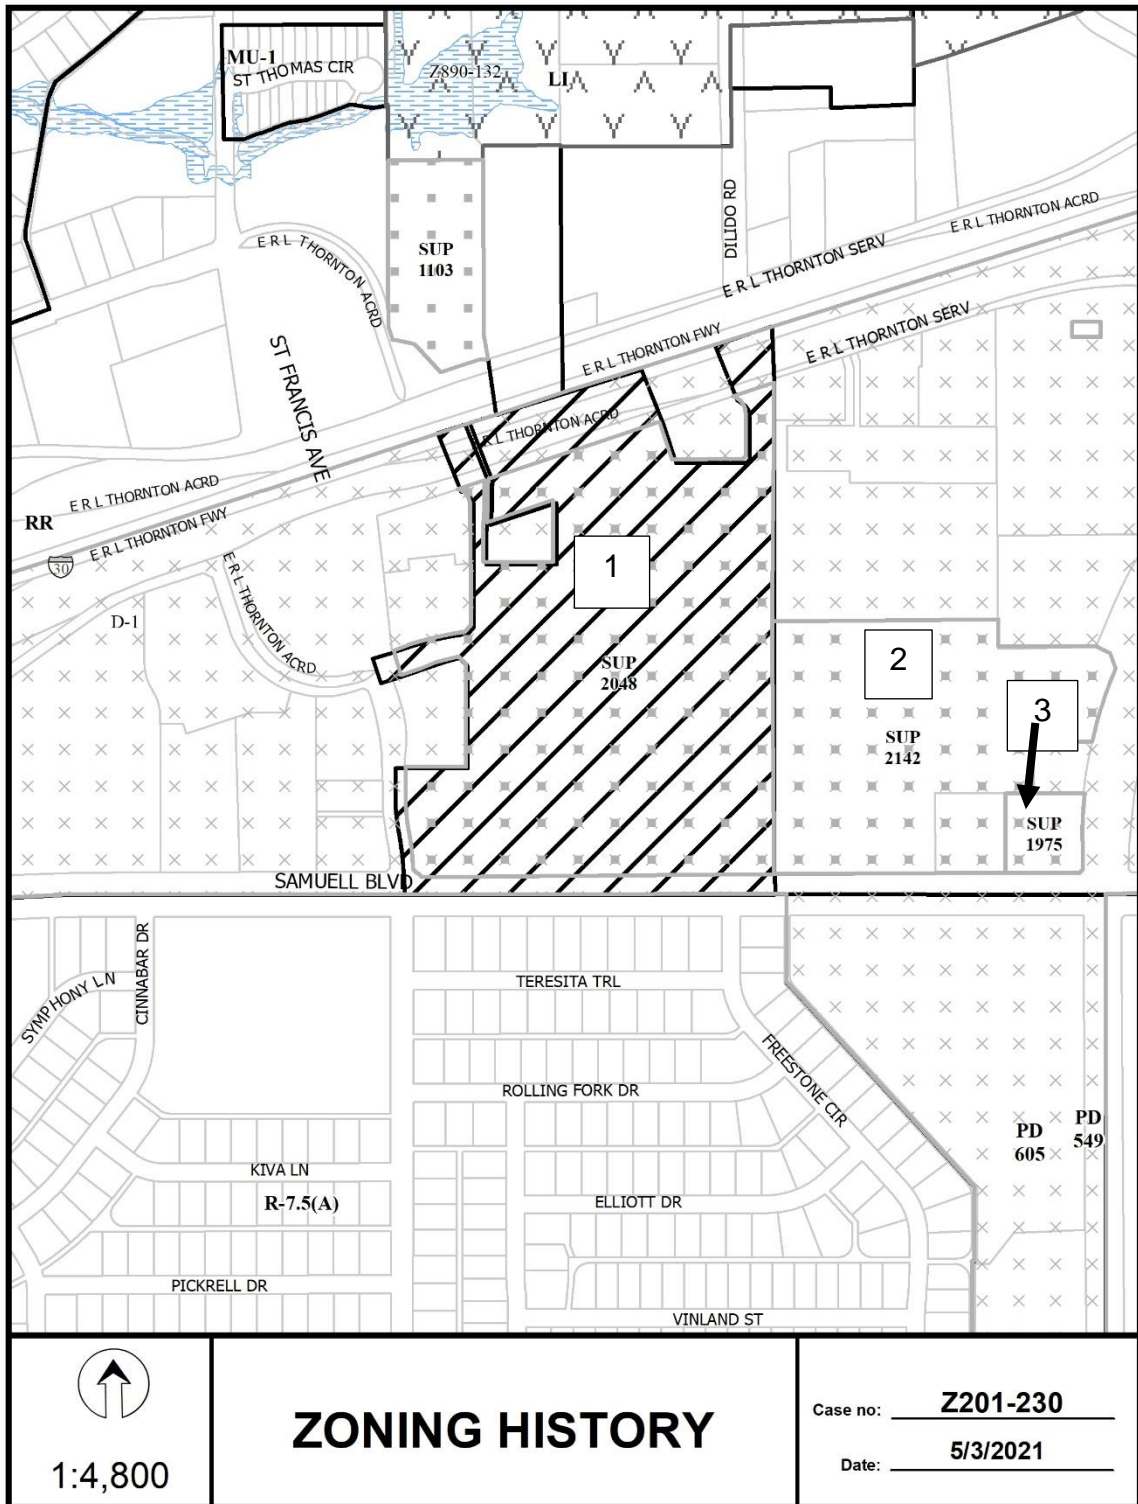 MU-1
ST THOMAS CIR
Z890-132
LI
SUP
1103
DILIDO RD
E R L THORNTON ACRD
E R L THORNTON SERV
E R L THORNTON ACRD
E R L THORNTON SERV
E R L THORNTON FWY
ST FRANCIS AVE
E R L THORNTON ACRD
E R L THORNTON ACRD
RR
E R L THORNTON FWY
30
E R L THORNTON ACRD
D-1
1
SUP
2048
2
3
SUP
2142
SUP
1975
SAMUELL BLVD
CINNABAR DR
SYMPHONY LN
TERESITA TRL
FREESTONE CIR
ROLLING FORK DR
PD
605
PD
549
KIVA LN
R-7.5(A)
ELLIOTT DR
PICKRELL DR
VINLAND ST
1:4,800
ZONING HISTORY
Case no: Z201-230
Date: 5/3/2021